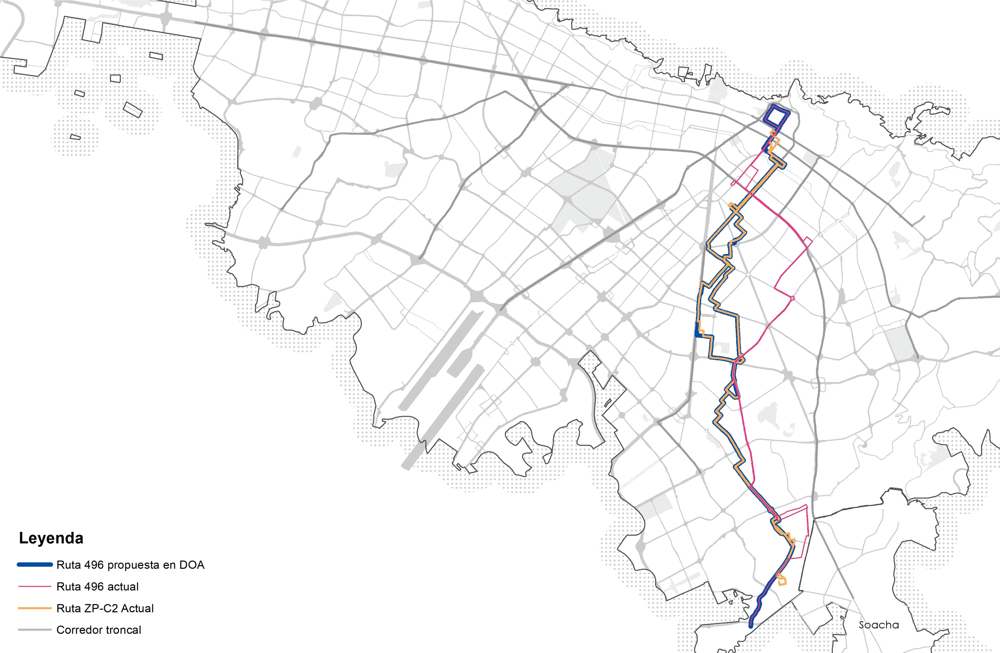 Leyenda
Ruta 496 propuesta en DOA
Ruta 496 actual
Ruta ZP-C2 Actual
Corredor troncal
Soacha